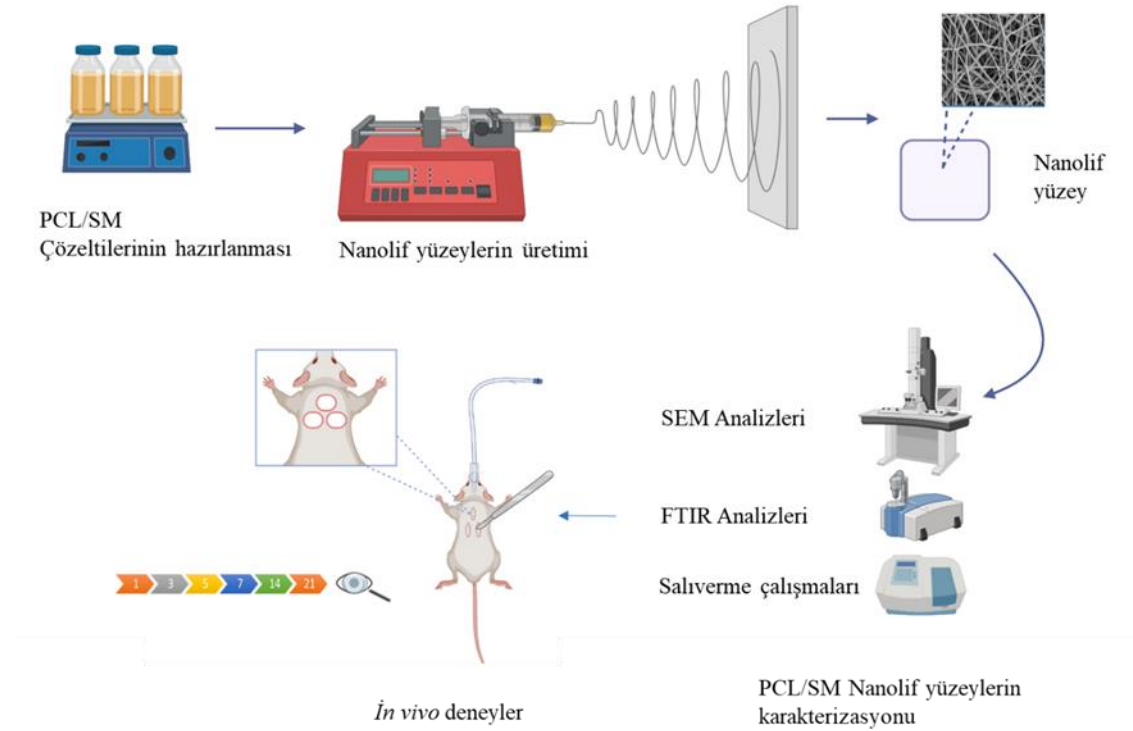 PCL/SM
Çözeltilerinin hazırlanması
Nanolif yüzeylerin üretimi
Nanolif
yüzey
SEM Analizleri
FTIR Analizleri
Salıverme çalışmaları
1 3 5 7 14 21
İn vivo deneyler
PCL/SM Nanolif yüzeylerin
karakterizasyonu